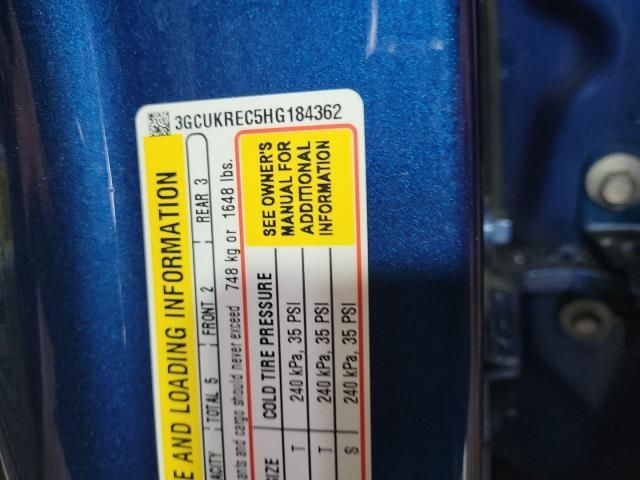 3GCUKREC5HG184362
E AND LOADING INFORMATION
ACITY TOTAL 5 FRONT 2 REAR 3
ants and cargo should never exceed 748 kg or 1648 lbs.
SIZE COLD TIRE PRESSURE
T 240 kPa, 35 PSI
T 240 kPa, 35 PSI
S 240 kPa, 35 PSI
SEE OWNER'S
MANUAL FOR
ADDITIONAL
INFORMATION